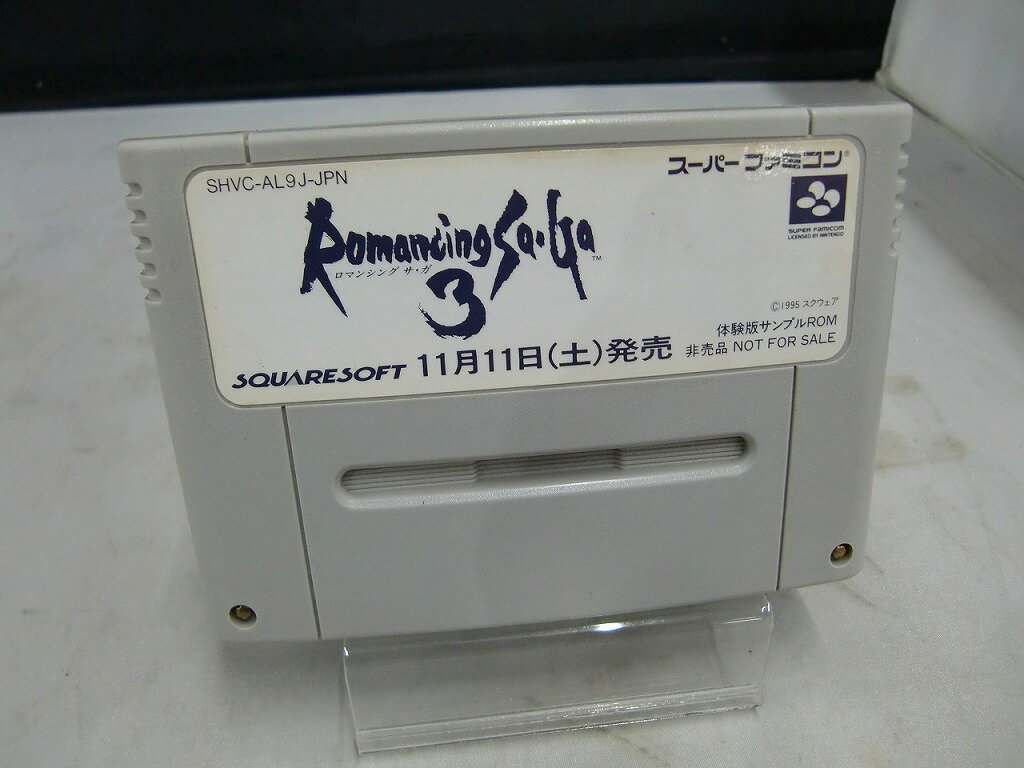 SHVC-AL9J-JPN
スーパーファミコン®
SUPER FAMICOM
LICENSED BY NINTENDO
Romancing Sa・Ga™
ロマンシング サ・ガ
3
©1995 スクウェア
体験版サンプルROM
SQUARESOFT 11月11日(土)発売 非売品 NOT FOR SALE